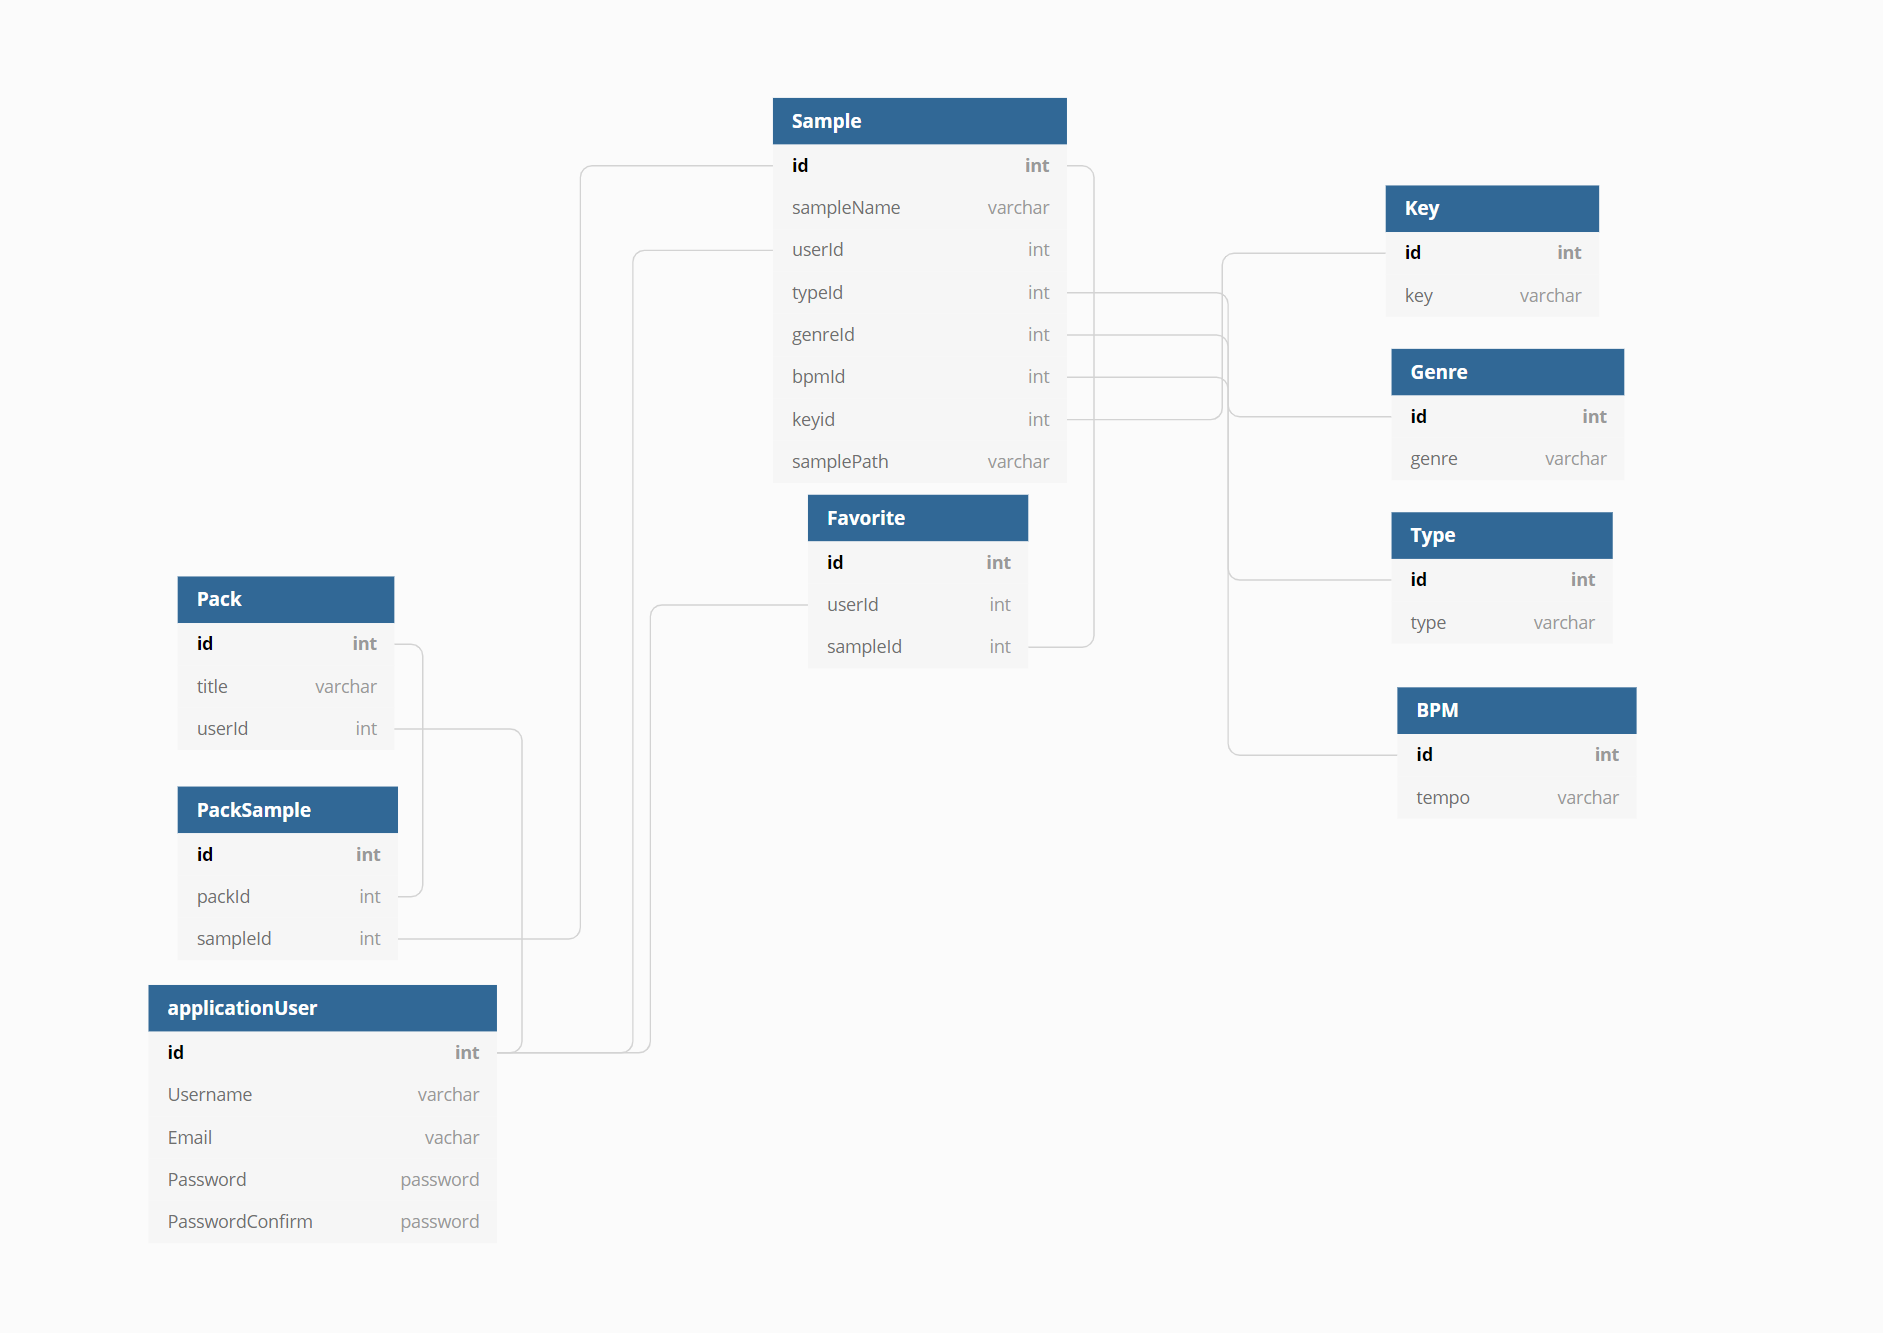 Sample
id int
sampleName varchar
userId int
typeId int
genreId int
bpmId int
keyid int
samplePath varchar
Favorite
id int
userId int
sampleId int
Key
id int
key varchar
Genre
id int
genre varchar
Type
id int
type varchar
BPM
id int
tempo varchar
Pack
id int
title varchar
userId int
PackSample
id int
packId int
sampleId int
applicationUser
id int
Username varchar
Email vachar
Password password
PasswordConfirm password